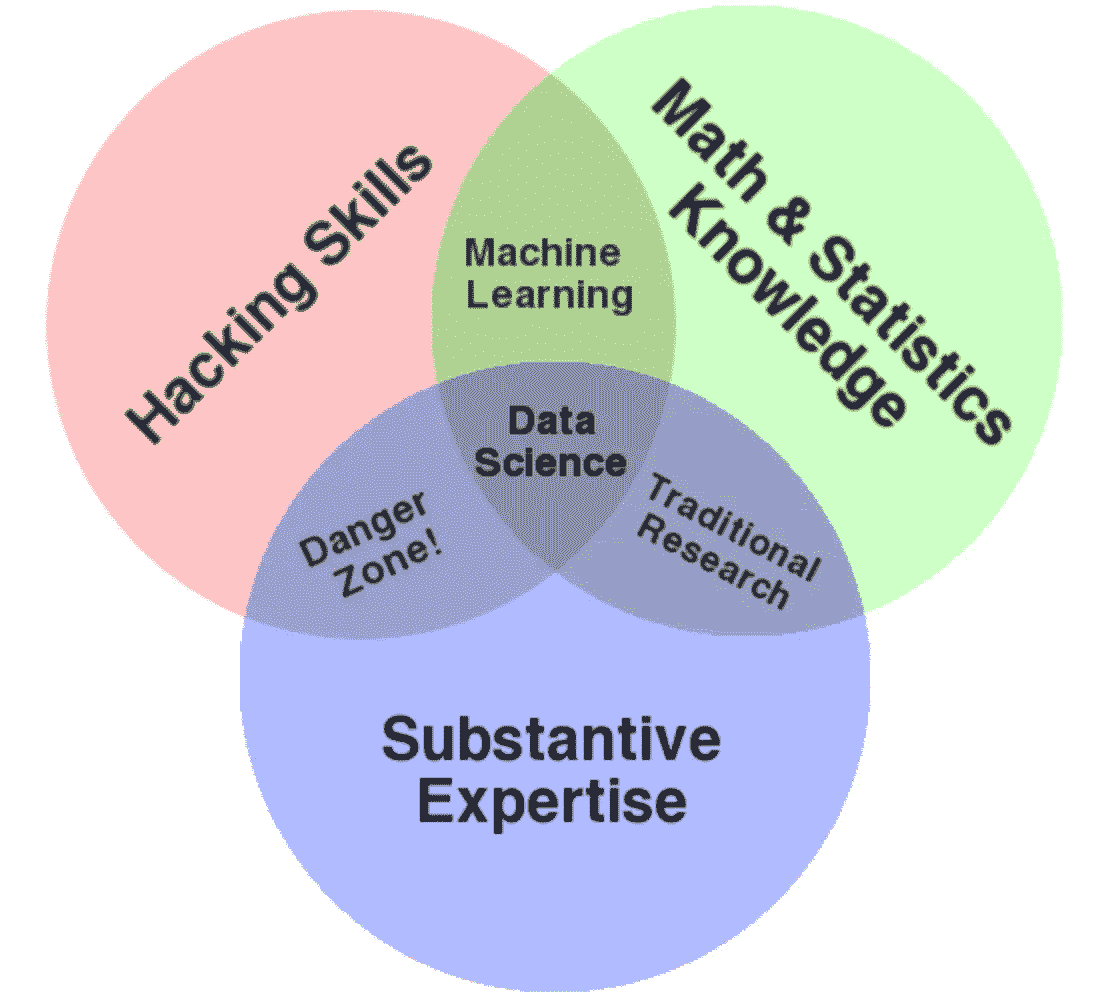 Hacking Skills
Math & Statistics
Knowledge
Machine
Learning
Data
Science
Danger
Zone!
Traditional
Research
Substantive
Expertise